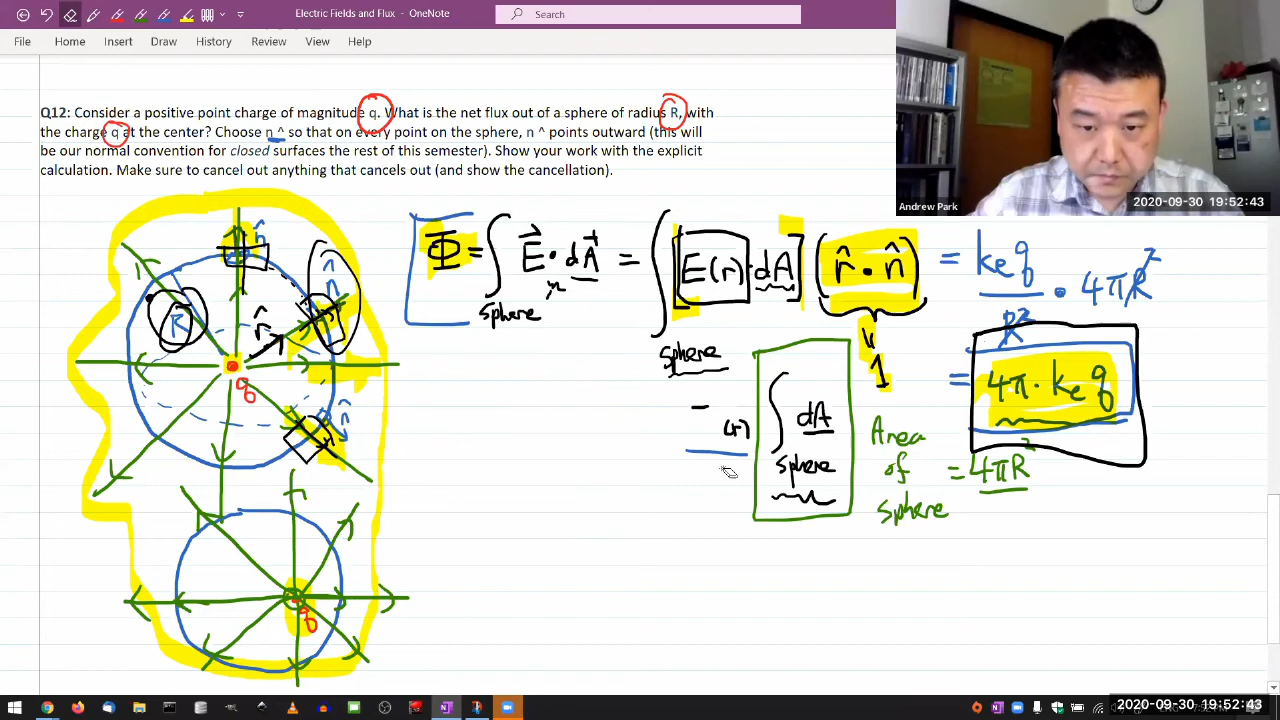 Electric Fields and Flux - OneNote
Search
File Home Insert Draw History Review View Help
Q12: Consider a positive point charge of magnitude q. What is the net flux out of a sphere of radius R, with
the charge q at the center? Choose n ^ so that on every point on the sphere, n ^ points outward (this will
be our normal convention for closed surfaces the rest of this semester). Show your work with the explicit
calculation. Make sure to cancel out anything that cancels out (and show the cancellation).
Andrew Park
2020-09-30 19:52:43
Φ = ∫ E⃗ · dA⃗ = ∫ [E(r) · dA] (r̂ · n̂) = keq/R² · 4πR²
sphere
sphere
1
= 4π · keq
∫ dA
sphere
Area
of
sphere
= 4πR²
n̂
n̂
R
r̂
q
n̂
q
2020-09-30 19:52:43